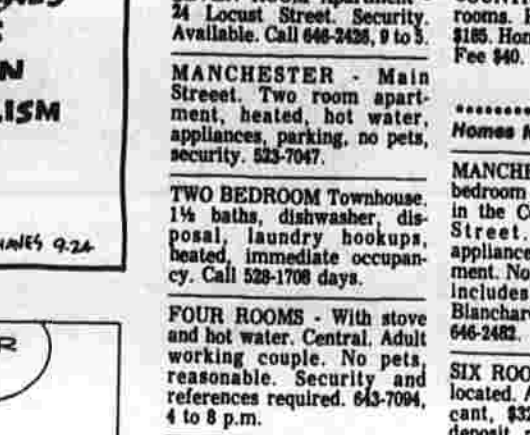 N
ISM
HANES 9.24
R
24 Locust Street. Security.
Available. Call 646-2426, 9 to 5.
MANCHESTER - Main
Streeet. Two room apart-
ment, heated, hot water,
appliances, parking, no pets,
security. 523-7047.
TWO BEDROOM Townhouse.
1½ baths, dishwasher, dis-
posal, laundry hookups,
heated, immediate occupan-
cy. Call 528-1708 days.
FOUR ROOMS - With stove
and hot water. Central. Adult
working couple. No pets,
reasonable. Security and
references required. 643-7094,
4 to 8 p.m.
rooms. H
$185. Hom
Fee $40.
Homes
MANCHE
bedroom
in the C
Street.
appliance
ment. No
includes
Blanchar
646-2482.
SIX ROO
located. A
cant, $32
deposit